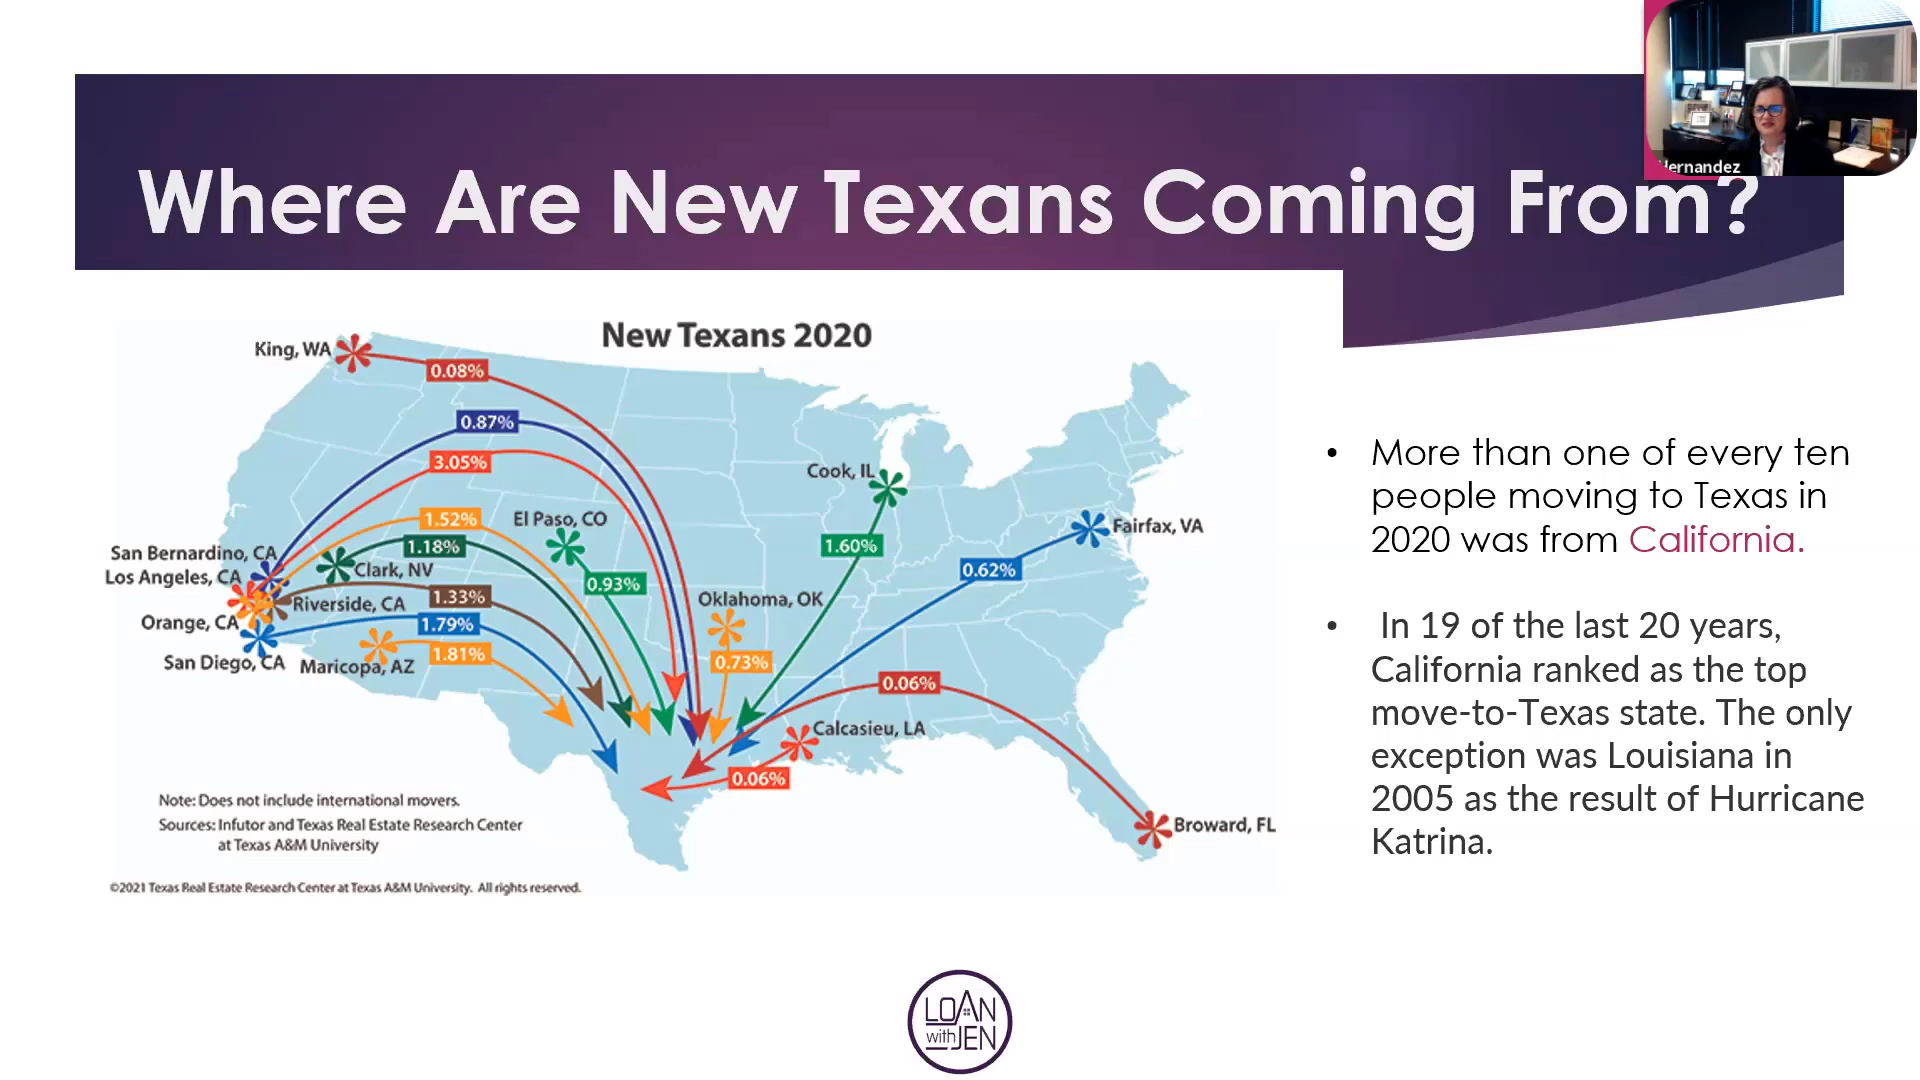 Hernandez
Where Are New Texans Coming From?
New Texans 2020
King, WA
0.08%
0.87%
3.05%
1.52%
El Paso, CO
1.18%
San Bernardino, CA
Los Angeles, CA
Clark, NV
0.93%
Riverside, CA
1.33%
Orange, CA
1.79%
San Diego, CA
Maricopa, AZ
1.81%
Cook, IL
1.60%
Fairfax, VA
0.62%
Oklahoma, OK
0.73%
0.06%
Calcasieu, LA
0.06%
Broward, FL
Note: Does not include international movers.
Sources: Infutor and Texas Real Estate Research Center
at Texas A&M University
©2021 Texas Real Estate Research Center at Texas A&M University. All rights reserved.
• More than one of every ten
people moving to Texas in
2020 was from California.
• In 19 of the last 20 years,
California ranked as the top
move-to-Texas state. The only
exception was Louisiana in
2005 as the result of Hurricane
Katrina.
LOAN
with JEN